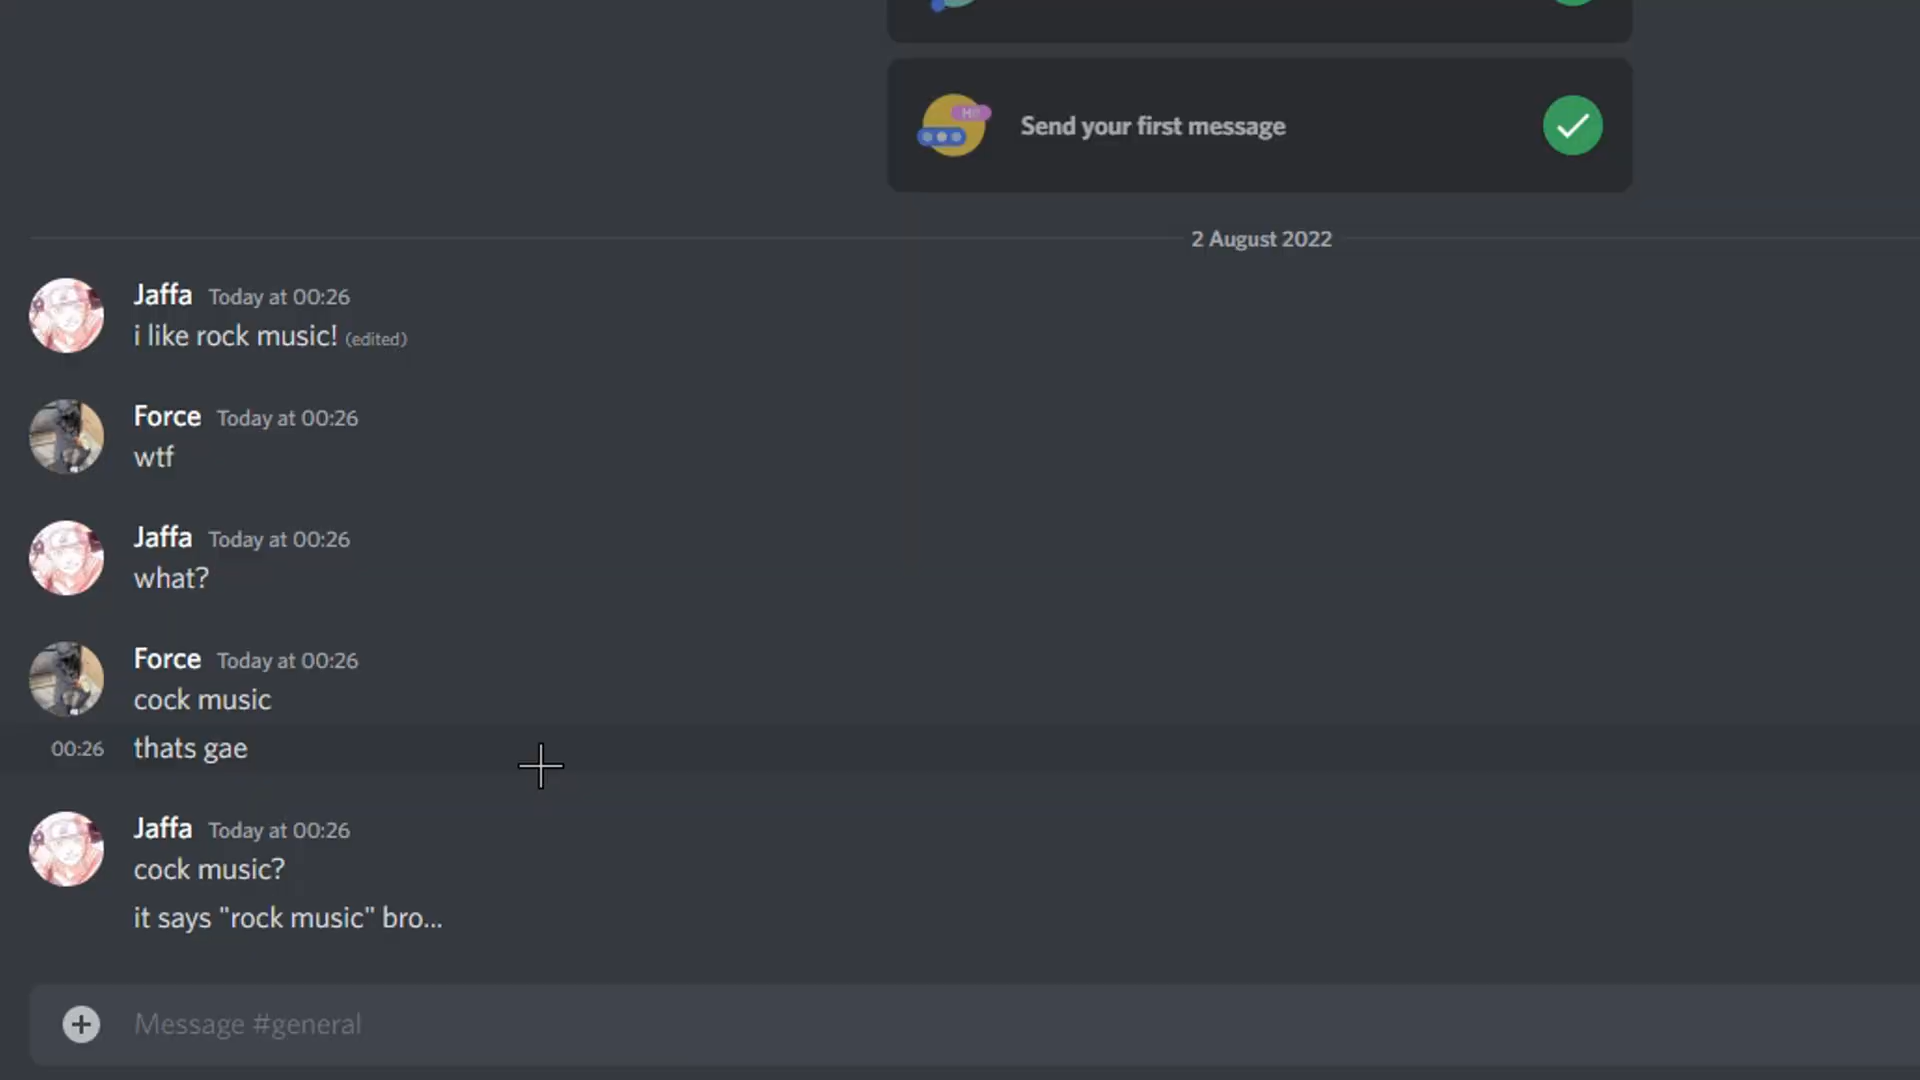 Hi!
Send your first message
2 August 2022
Jaffa Today at 00:26
i like rock music! (edited)
Force Today at 00:26
wtf
Jaffa Today at 00:26
what?
Force Today at 00:26
cock music
00:26 thats gae
Jaffa Today at 00:26
cock music?
it says "rock music" bro...
Message #general